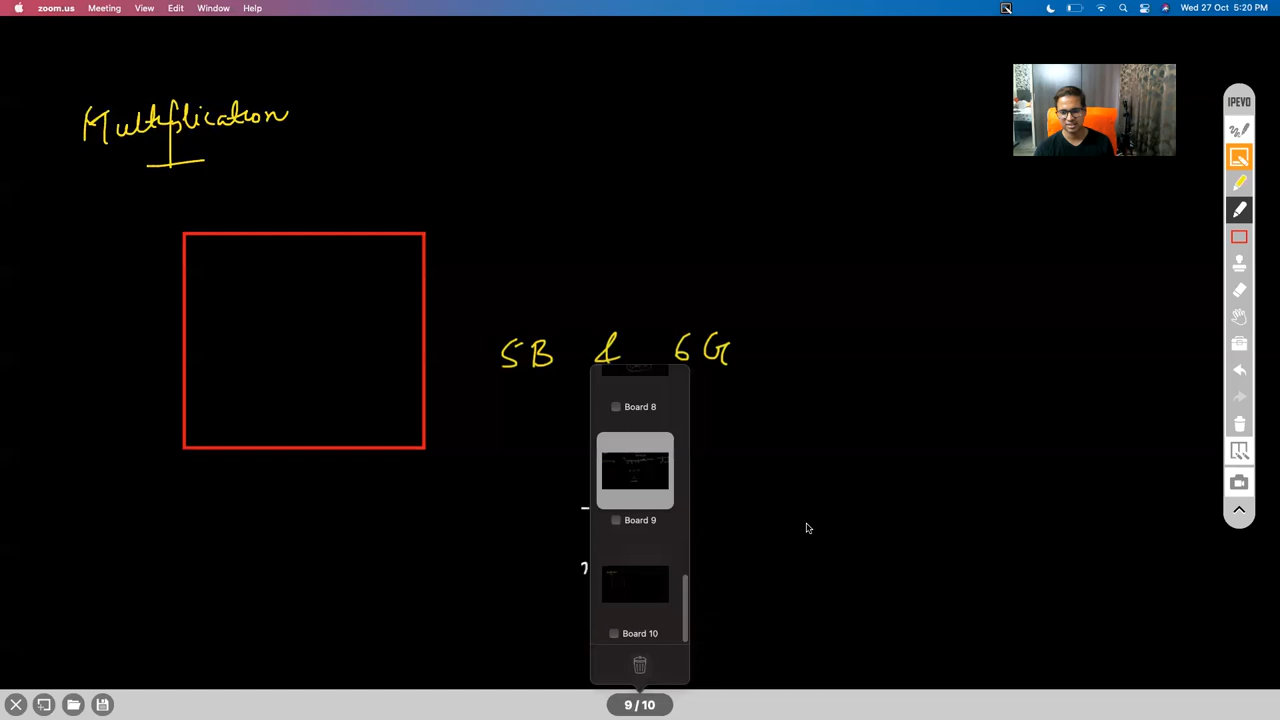 zoom.us Meeting View Edit Window Help Wed 27 Oct 5:20 PM
IPEVO
Multiplication
5B & 6G
Board 8
Board 9
Board 10
9 / 10